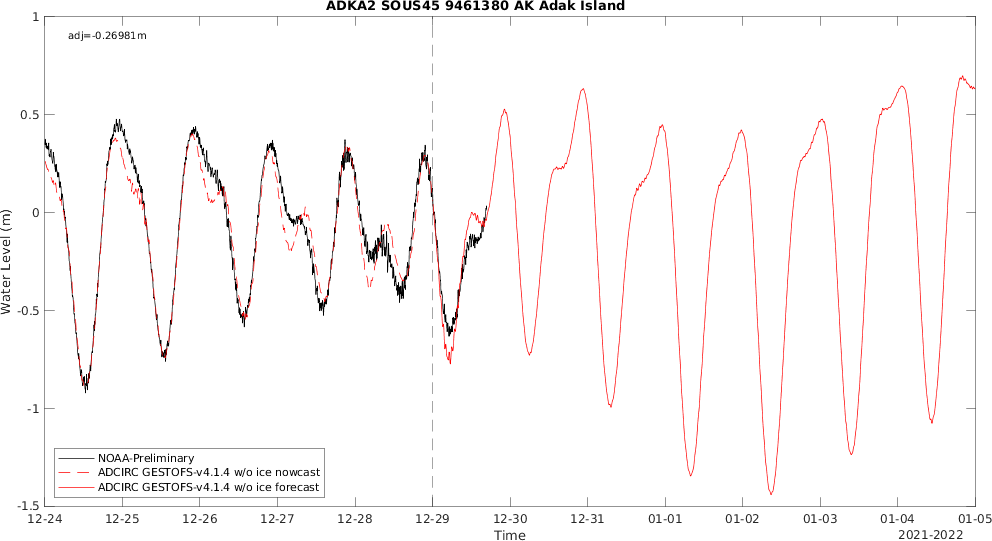 ADKA2 SOUS45 9461380 AK Adak Island
adj=-0.26981m
1
0.5
0
-0.5
-1
-1.5
Water Level (m)
NOAA-Preliminary
ADCIRC GESTOFS-v4.1.4 w/o ice nowcast
ADCIRC GESTOFS-v4.1.4 w/o ice forecast
12-24 12-25 12-26 12-27 12-28 12-29 12-30 12-31 01-01 01-02 01-03 01-04 01-05
Time
2021-2022